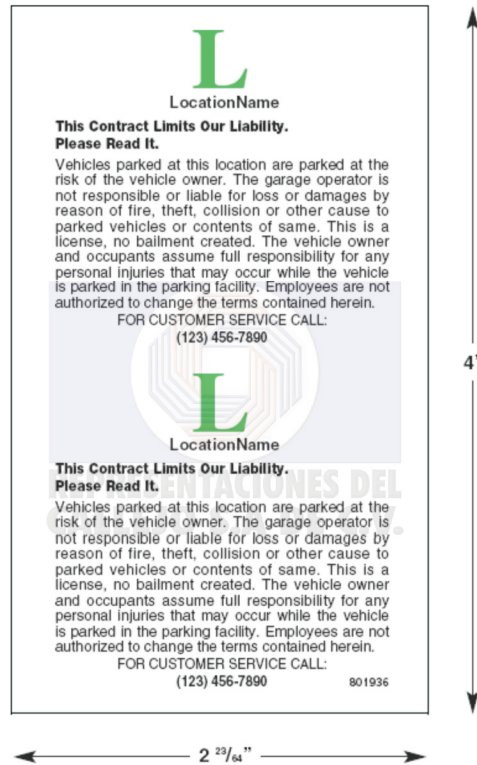 L
LocationName
This Contract Limits Our Liability.
Please Read It.
Vehicles parked at this location are parked at the
risk of the vehicle owner. The garage operator is
not responsible or liable for loss or damages by
reason of fire, theft, collision or other cause to
parked vehicles or contents of same. This is a
license, no bailment created. The vehicle owner
and occupants assume full responsibility for any
personal injuries that may occur while the vehicle
is parked in the parking facility. Employees are not
authorized to change the terms contained herein.
FOR CUSTOMER SERVICE CALL:
(123) 456-7890
4"
L
LocationName
This Contract Limits Our Liability.
Please Read It.
REPRESENTACIONES DEL
Vehicles parked at this location are parked at the
risk of the vehicle owner. The garage operator is
not responsible or liable for loss or damages by
reason of fire, theft, collision or other cause to
parked vehicles or contents of same. This is a
license, no bailment created. The vehicle owner
and occupants assume full responsibility for any
personal injuries that may occur while the vehicle
is parked in the parking facility. Employees are not
authorized to change the terms contained herein.
FOR CUSTOMER SERVICE CALL:
(123) 456-7890 801936
2 23/64"